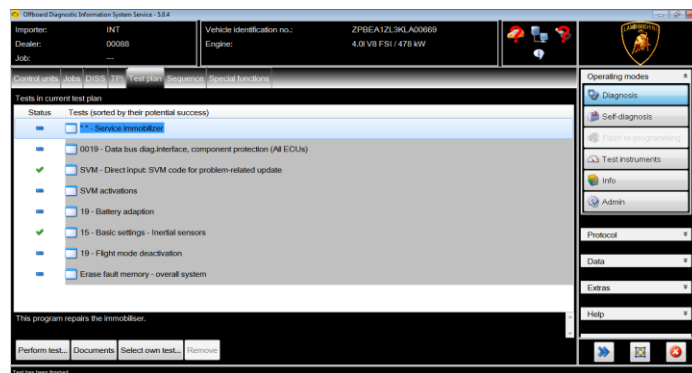 Offboard Diagnostic Information System Service - 5.0.4
Importer: INT
Dealer: 00088
Job: ---
Vehicle identification no.: ZPBEA1ZL3KLA00669
Engine: 4.0l V8 FSI / 478 kW
LAMBORGHINI
Control units Jobs DISS TPI Test plan Sequence Special functions
Tests in current test plan
Status Tests (sorted by their potential success)
* * - Service immobilizer
0019 - Data bus diag.interface, component protection (All ECUs)
SVM - Direct input: SVM code for problem-related update
SVM activations
19 - Battery adaption
15 - Basic settings - Inertial sensors
19 - Flight mode deactivation
Erase fault memory - overall system
This program repairs the immobiliser.
Perform test... Documents Select own test... Remove
Test has been finished
Operating modes
Diagnosis
Self-diagnosis
Flash re-programming
Test instruments
Info
Admin
Protocol
Data
Extras
Help